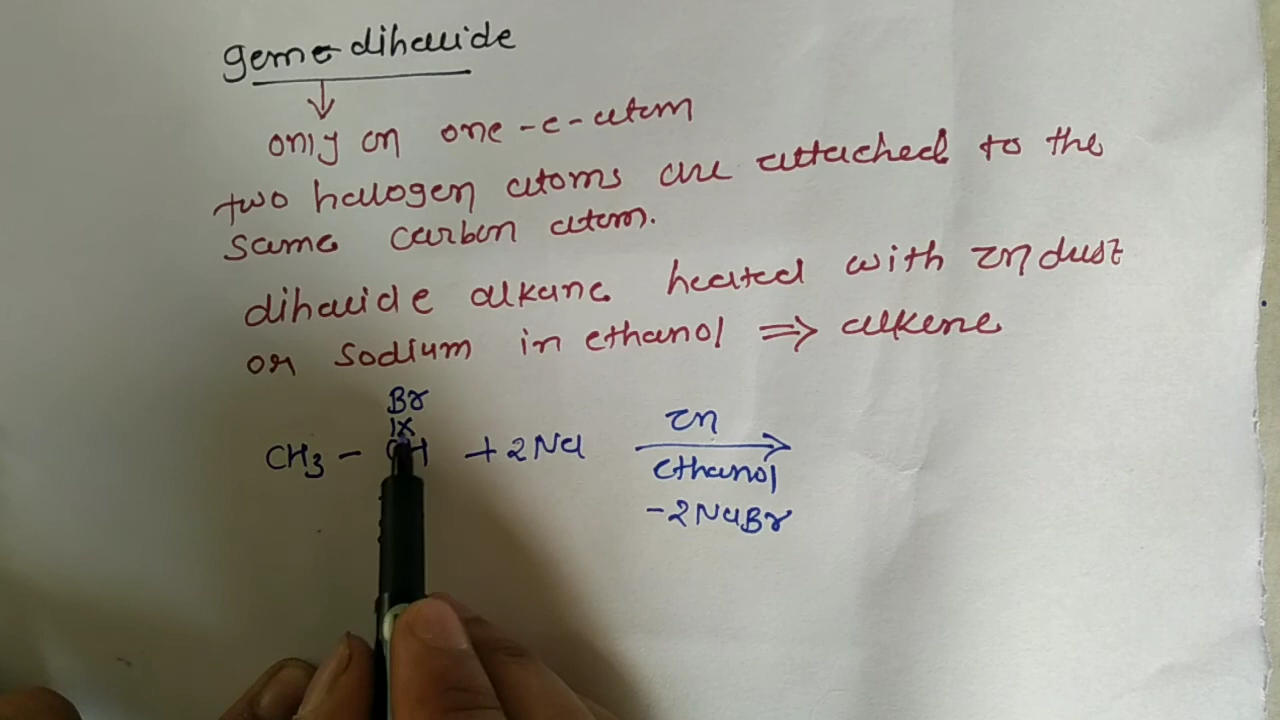 gem-dihalide
only on one-c-atom
two halogen atoms are attached to the
same carbon atom.
dihalide alkane heated with zn dust
or sodium in ethanol ⇒ alkene
Br
CH3 - CH + 2Na
zn
ethanol
-2NaBr